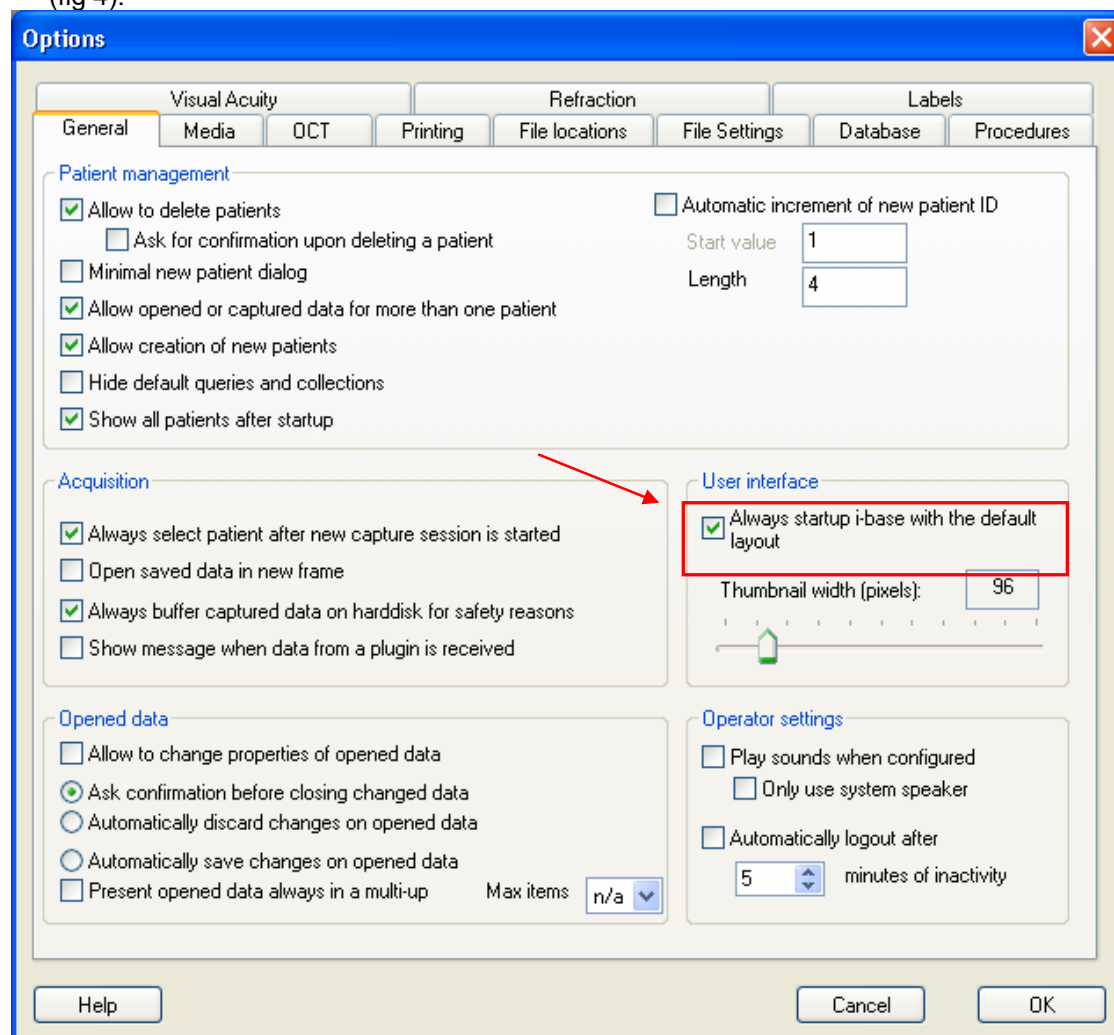 (fig 4).
Options
Visual Acuity Refraction Labels
General Media OCT Printing File locations File Settings Database Procedures
Patient management
Allow to delete patients
Ask for confirmation upon deleting a patient
Minimal new patient dialog
Allow opened or captured data for more than one patient
Allow creation of new patients
Hide default queries and collections
Show all patients after startup
Automatic increment of new patient ID
Start value 1
Length 4
Acquisition
Always select patient after new capture session is started
Open saved data in new frame
Always buffer captured data on harddisk for safety reasons
Show message when data from a plugin is received
User interface
Always startup i-base with the default
layout
Thumbnail width (pixels): 96
Opened data
Allow to change properties of opened data
Ask confirmation before closing changed data
Automatically discard changes on opened data
Automatically save changes on opened data
Present opened data always in a multi-up Max items n/a
Operator settings
Play sounds when configured
Only use system speaker
Automatically logout after
5 minutes of inactivity
Help Cancel OK